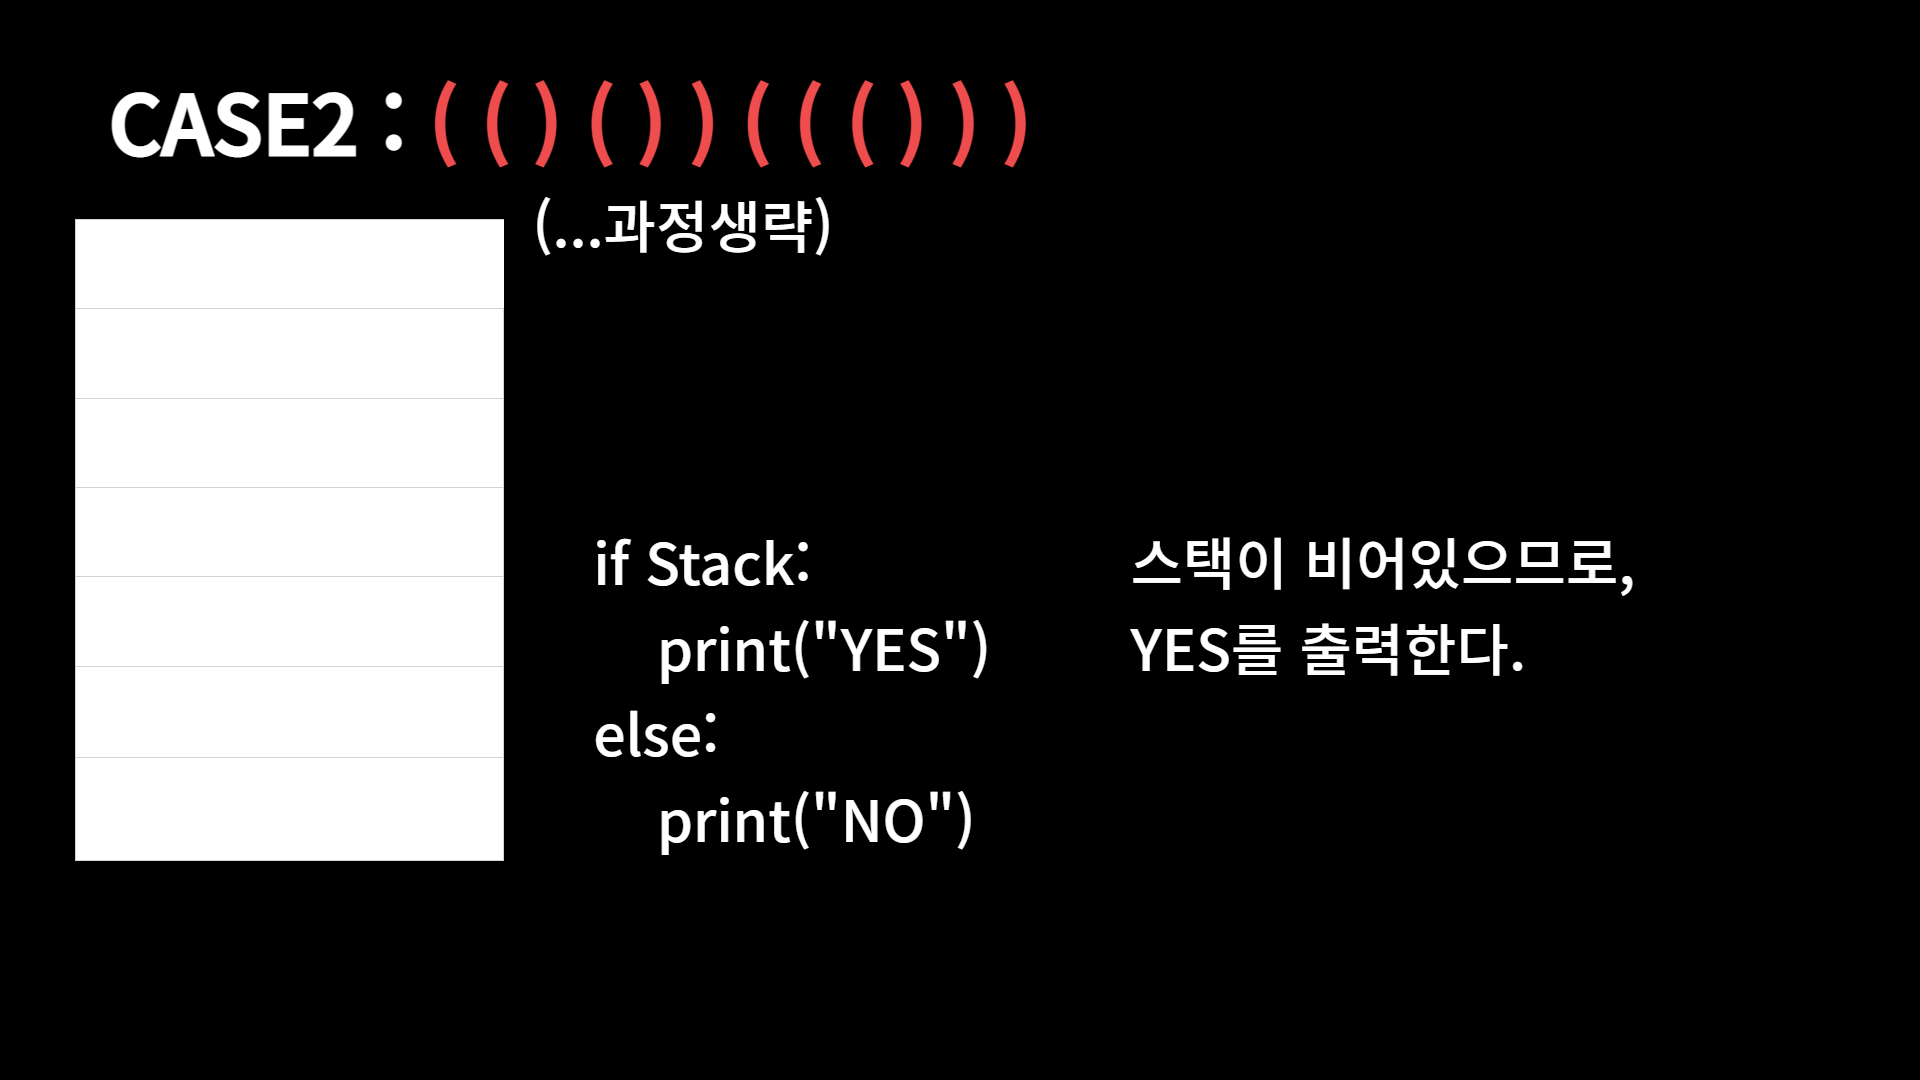 CASE2 : ( ( ) ( ) ) ( ( ( ) ) )
(...과정생략)
if Stack:
스택이 비어있으므로,
print("YES")
YES를 출력한다.
else:
print("NO")